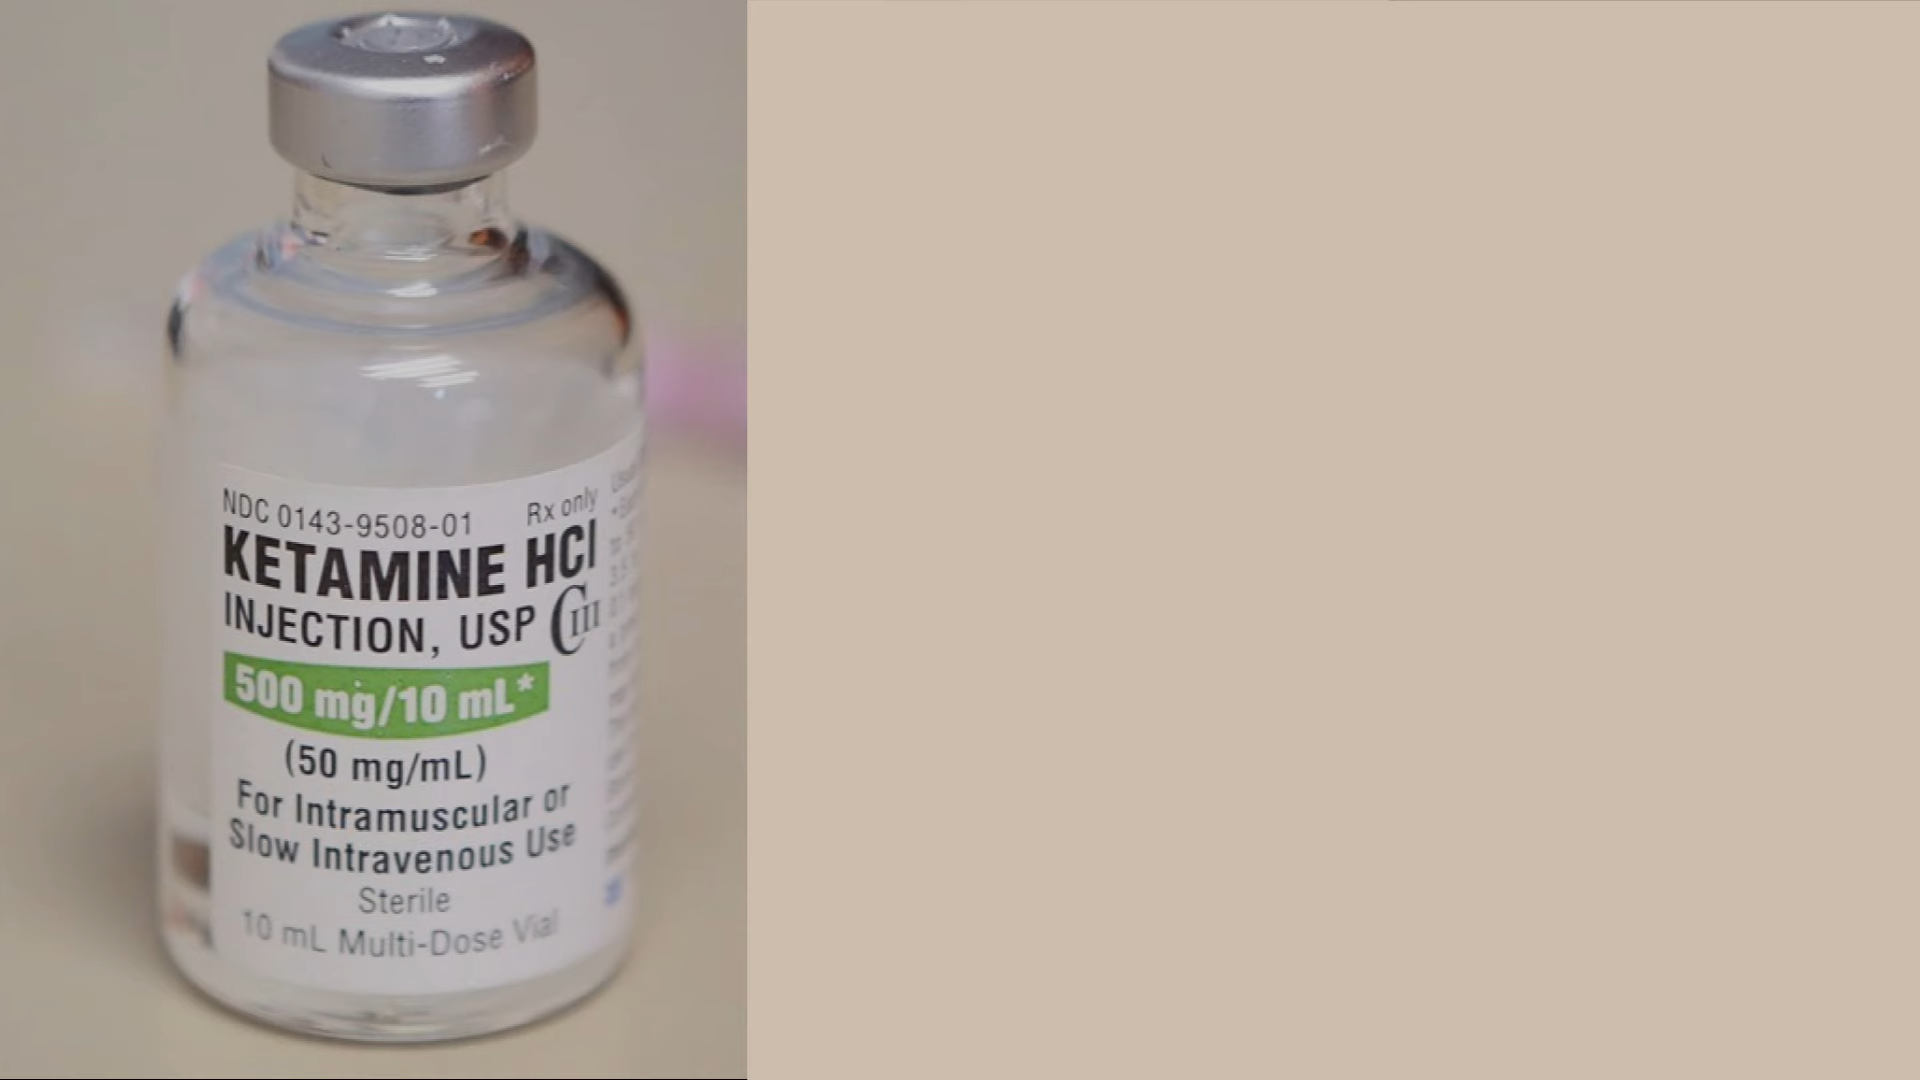 NDC 0143-9508-01 Rx only
KETAMINE HCl
INJECTION, USP CIII
500 mg/10 mL*
(50 mg/mL)
For Intramuscular or
Slow Intravenous Use
Sterile
10 mL Multi-Dose Vial